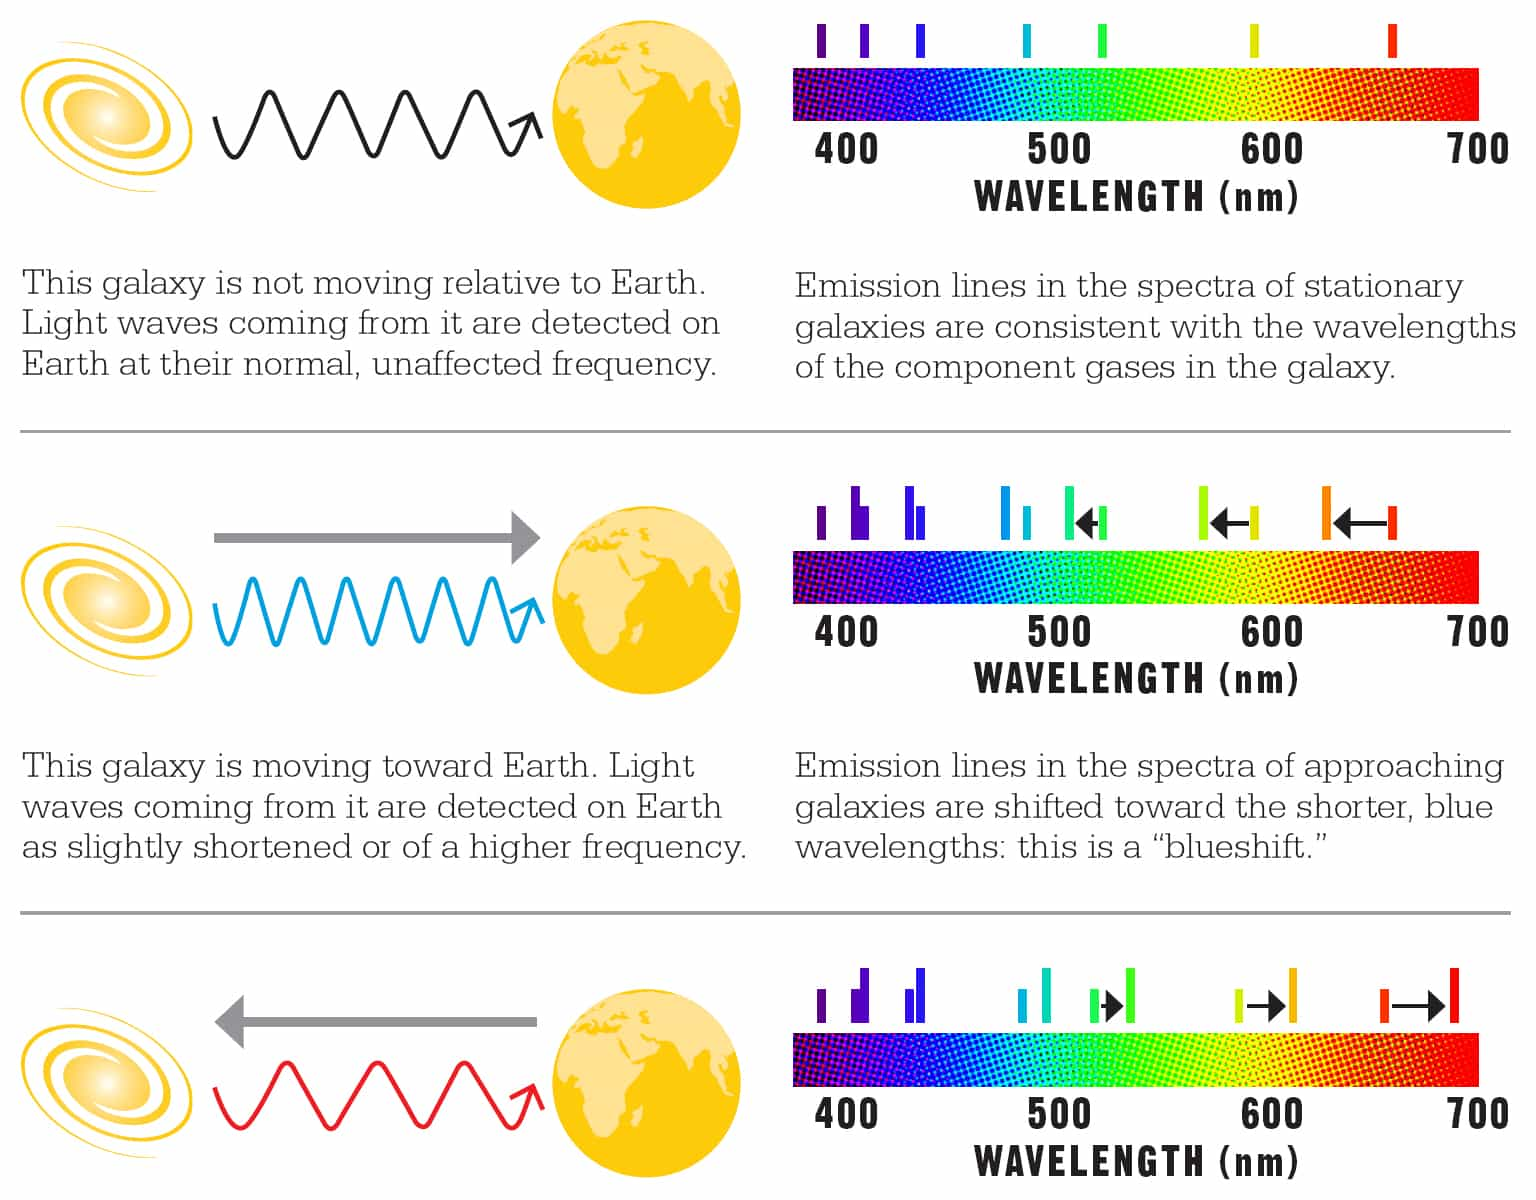 400 500 600 700
WAVELENGTH (nm)
This galaxy is not moving relative to Earth.
Light waves coming from it are detected on
Earth at their normal, unaffected frequency.
Emission lines in the spectra of stationary
galaxies are consistent with the wavelengths
of the component gases in the galaxy.
400 500 600 700
WAVELENGTH (nm)
This galaxy is moving toward Earth. Light
waves coming from it are detected on Earth
as slightly shortened or of a higher frequency.
Emission lines in the spectra of approaching
galaxies are shifted toward the shorter, blue
wavelengths: this is a “blueshift.”
400 500 600 700
WAVELENGTH (nm)